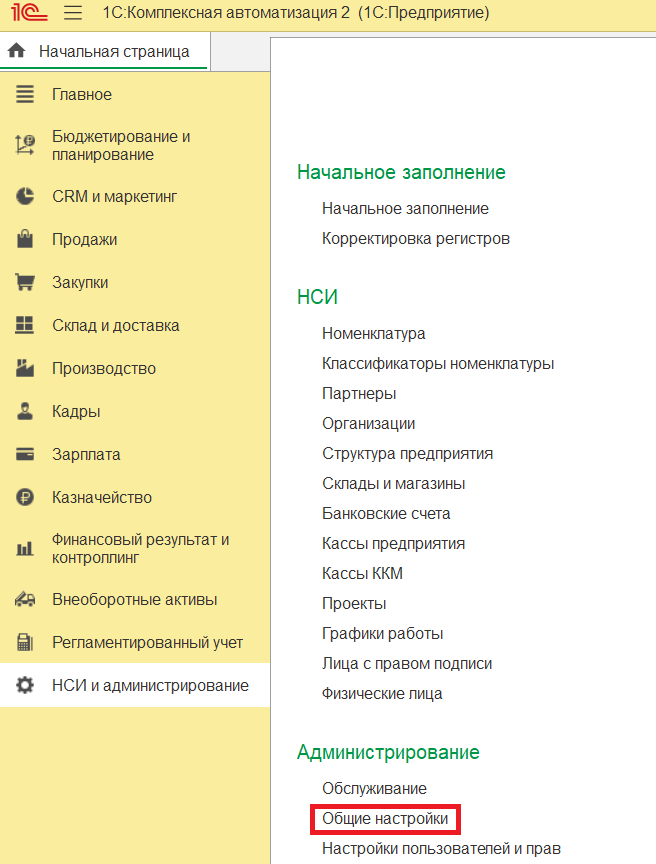 1С 1С:Комплексная автоматизация 2 (1С:Предприятие)
Начальная страница
Главное
Бюджетирование и
планирование
CRM и маркетинг
Продажи
Закупки
Склад и доставка
Производство
Кадры
Зарплата
Казначейство
Финансовый результат и
контроллинг
Внеоборотные активы
Регламентированный учет
НСИ и администрирование
Начальное заполнение
Начальное заполнение
Корректировка регистров
НСИ
Номенклатура
Классификаторы номенклатуры
Партнеры
Организации
Структура предприятия
Склады и магазины
Банковские счета
Кассы предприятия
Кассы ККМ
Проекты
Графики работы
Лица с правом подписи
Физические лица
Администрирование
Обслуживание
Общие настройки
Настройки пользователей и прав